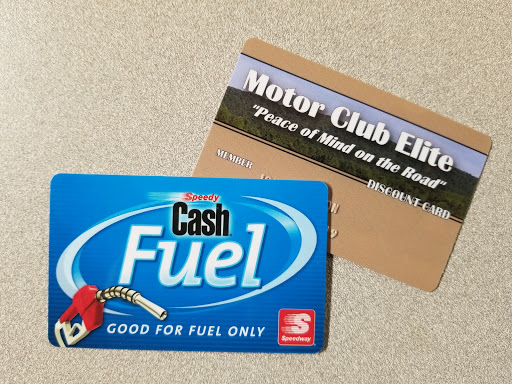 Motor Club Elite
"Peace of Mind on the Road"
MEMBER
DISCOUNT CARD
Speedy
Cash
Fuel
GOOD FOR FUEL ONLY
S
Speedway